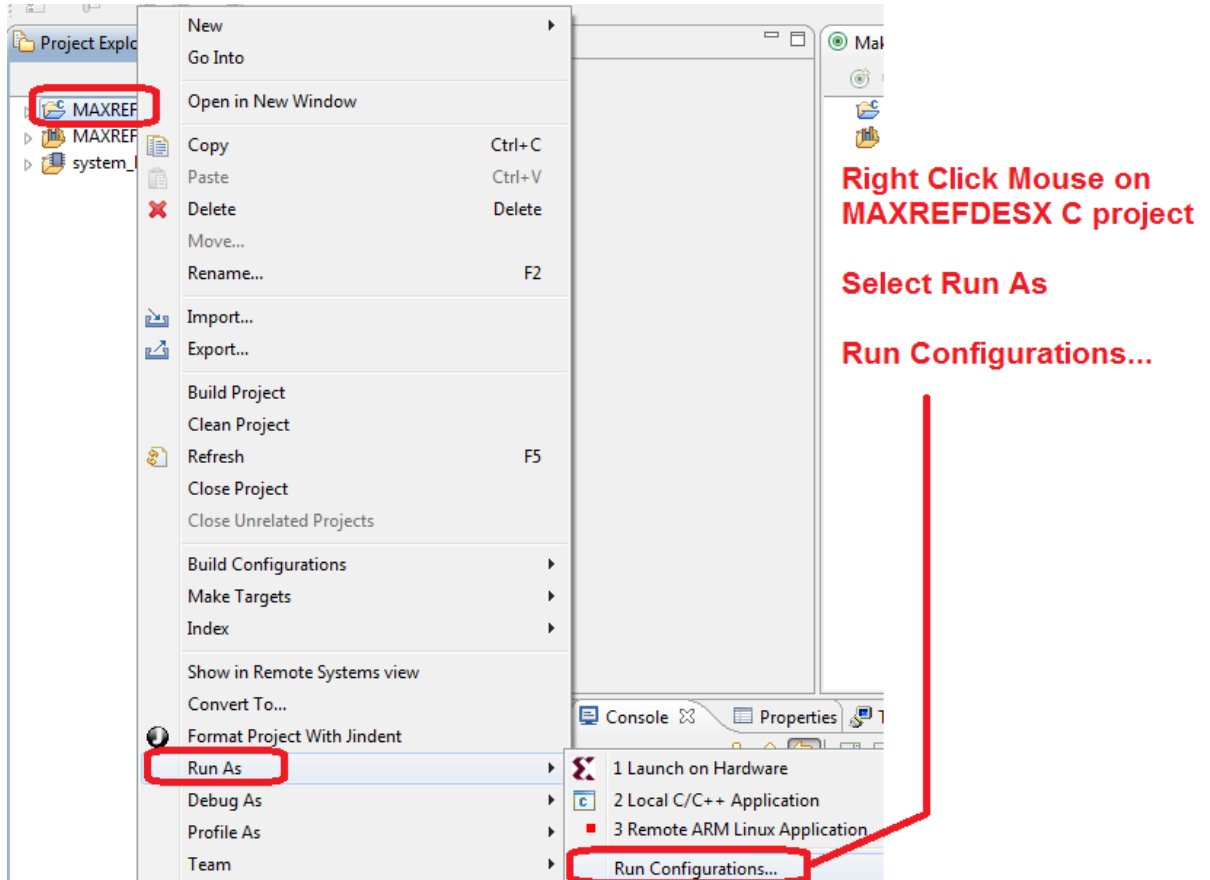 Project Explo
MAXREF
MAXREF
system_
New
Go Into
Open in New Window
Copy Ctrl+C
Paste Ctrl+V
Delete Delete
Move...
Rename... F2
Import...
Export...
Build Project
Clean Project
Refresh F5
Close Project
Close Unrelated Projects
Build Configurations
Make Targets
Index
Show in Remote Systems view
Convert To...
Format Project With Jindent
Run As
Debug As
Profile As
Team
1 Launch on Hardware
2 Local C/C++ Application
3 Remote ARM Linux Application
Run Configurations...
Console Properties T
Mak
Right Click Mouse on
MAXREFDESX C project
Select Run As
Run Configurations...